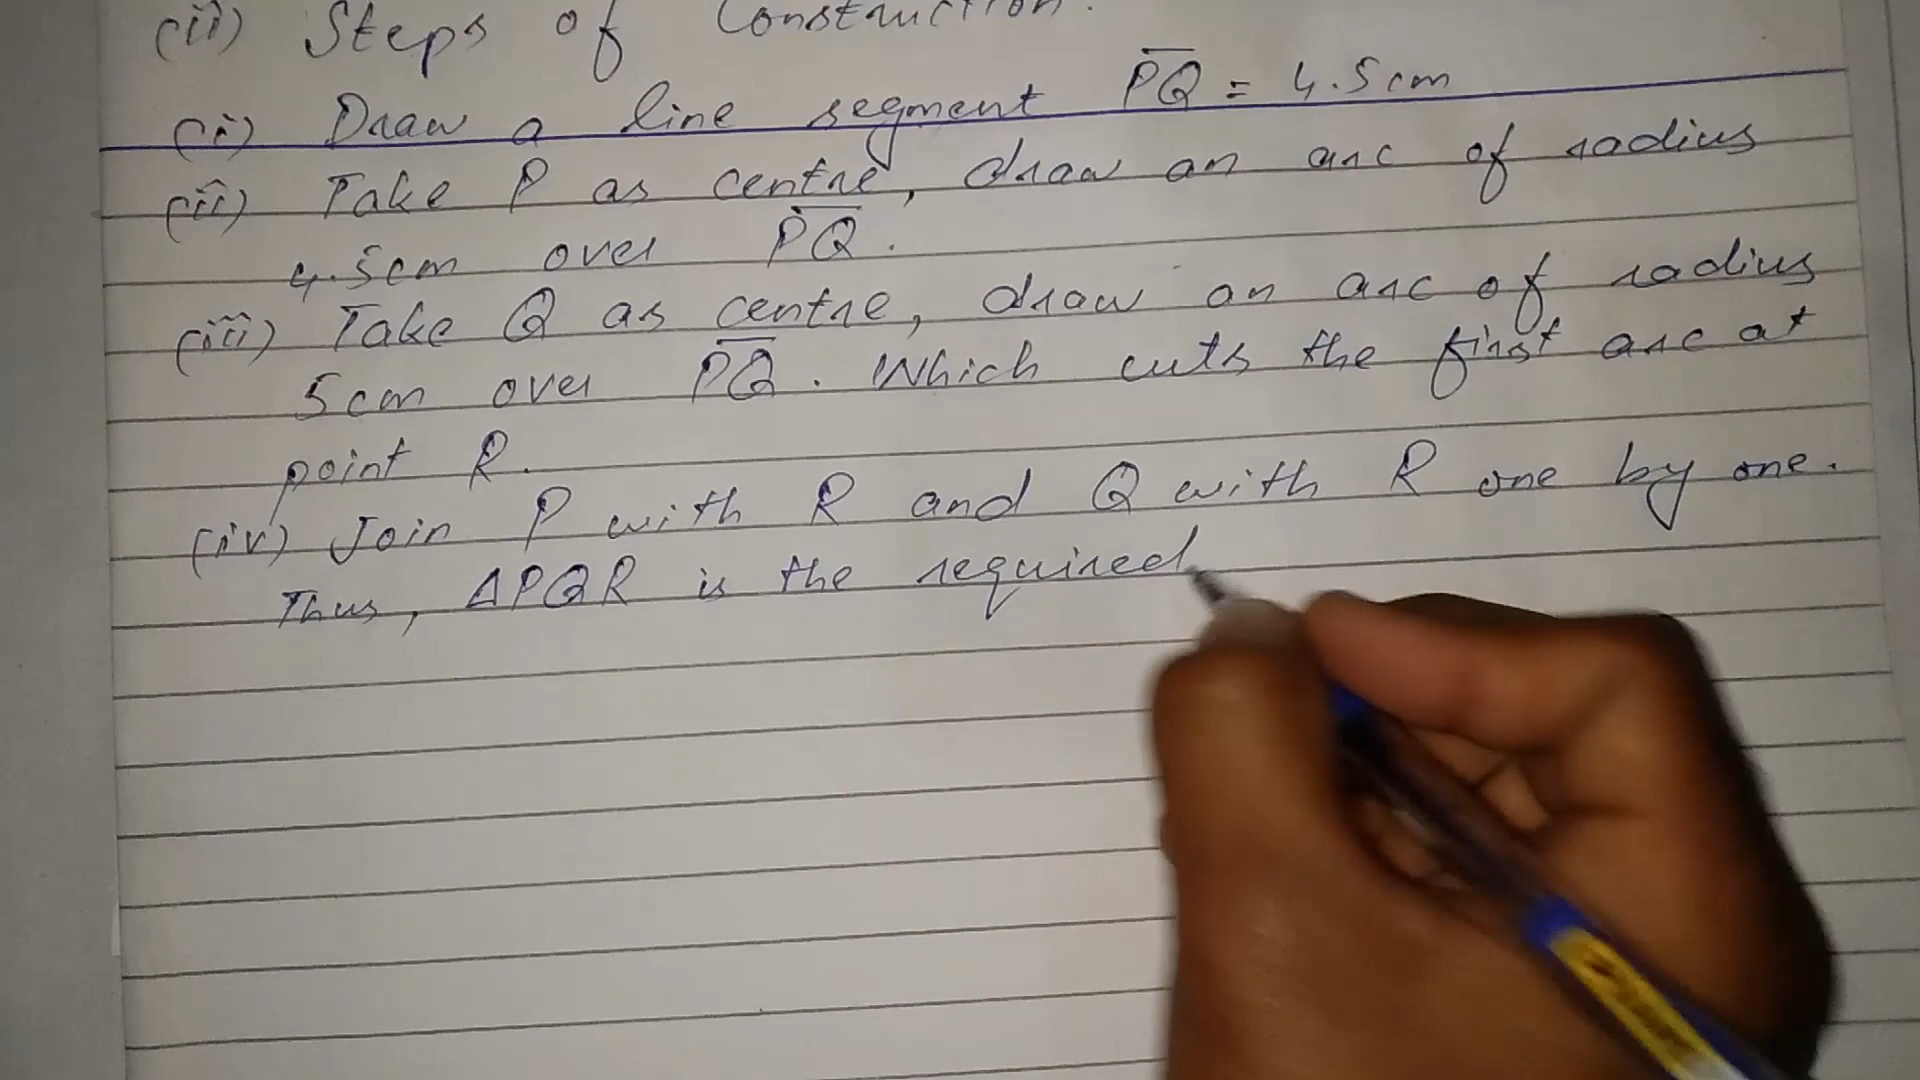 (ii) Steps of Construction.
(i) Draw a line segment PQ = 4.5cm
(ii) Take P as centre, draw an arc of radius
4.5cm over PQ.
(iii) Take Q as centre, draw an arc of radius
5cm over PQ. Which cuts the first arc at
point R.
(iv) Join P with R and Q with R one by one.
Thus, ΔPQR is the required